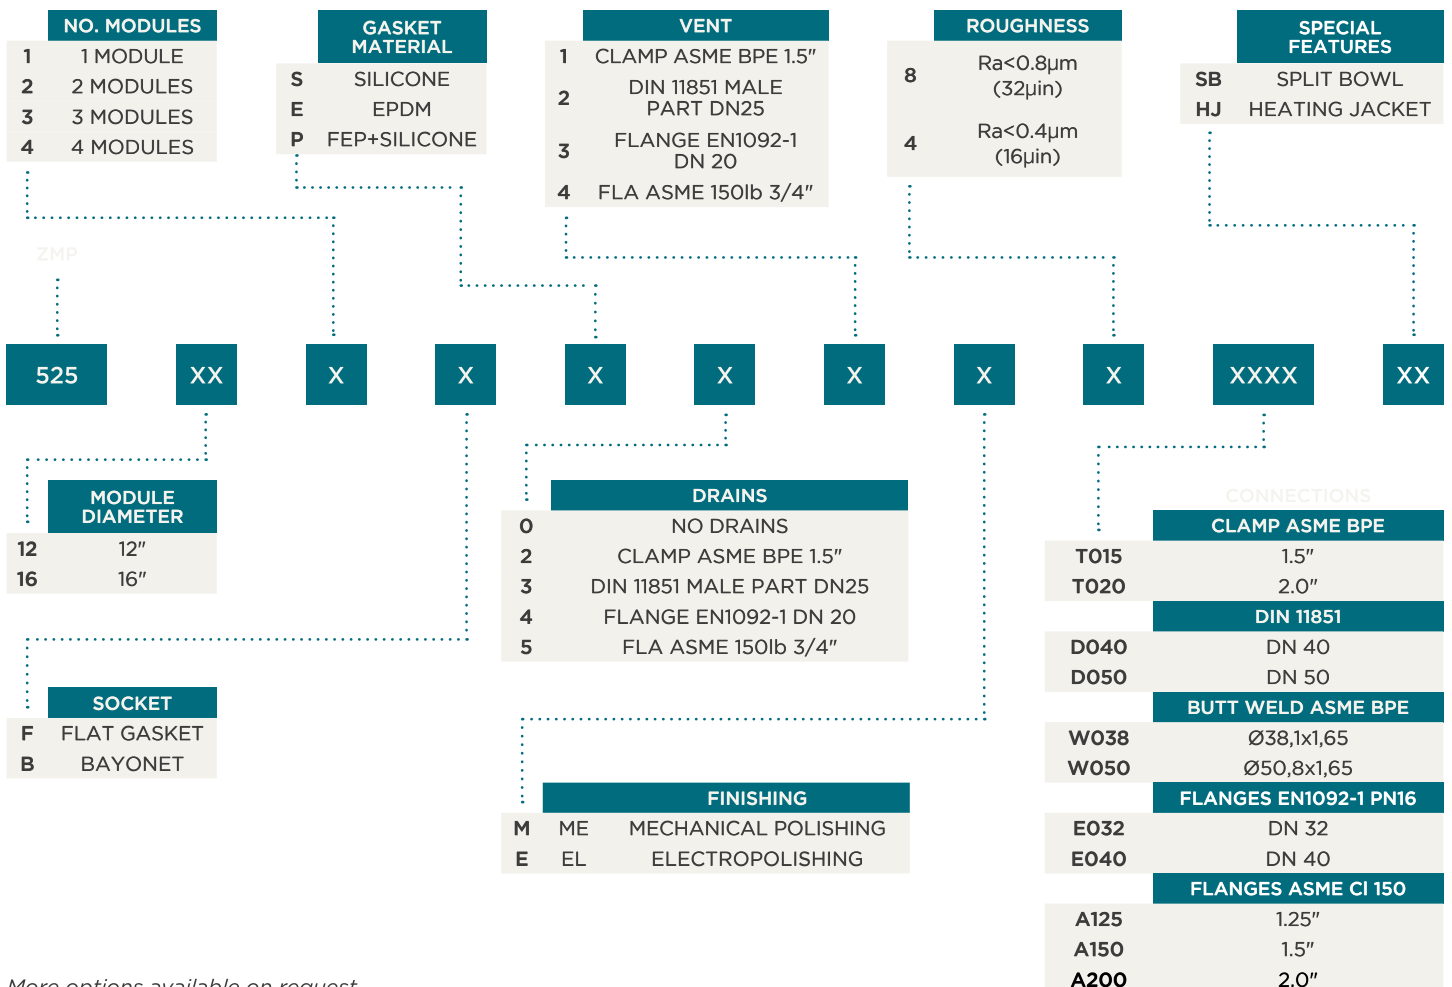 NO. MODULES
1 1 MODULE
2 2 MODULES
3 3 MODULES
4 4 MODULES
GASKET
MATERIAL
S SILICONE
E EPDM
P FEP+SILICONE
VENT
1 CLAMP ASME BPE 1.5"
2 DIN 11851 MALE
PART DN25
3 FLANGE EN1092-1
DN 20
4 FLA ASME 150lb 3/4"
ROUGHNESS
8 Ra<0.8µm
(32µin)
4 Ra<0.4µm
(16µin)
SPECIAL
FEATURES
SB SPLIT BOWL
HJ HEATING JACKET
ZMP
525 XX X X X X X X X XXXX XX
MODULE
DIAMETER
12 12"
16 16"
SOCKET
F FLAT GASKET
B BAYONET
DRAINS
0 NO DRAINS
2 CLAMP ASME BPE 1.5"
3 DIN 11851 MALE PART DN25
4 FLANGE EN1092-1 DN 20
5 FLA ASME 150lb 3/4"
FINISHING
M ME MECHANICAL POLISHING
E EL ELECTROPOLISHING
CONNECTIONS
CLAMP ASME BPE
T015 1.5"
T020 2.0"
DIN 11851
D040 DN 40
D050 DN 50
BUTT WELD ASME BPE
W038 Ø38,1x1,65
W050 Ø50,8x1,65
FLANGES EN1092-1 PN16
E032 DN 32
E040 DN 40
FLANGES ASME Cl 150
A125 1.25"
A150 1.5"
A200 2.0"
More options available on request